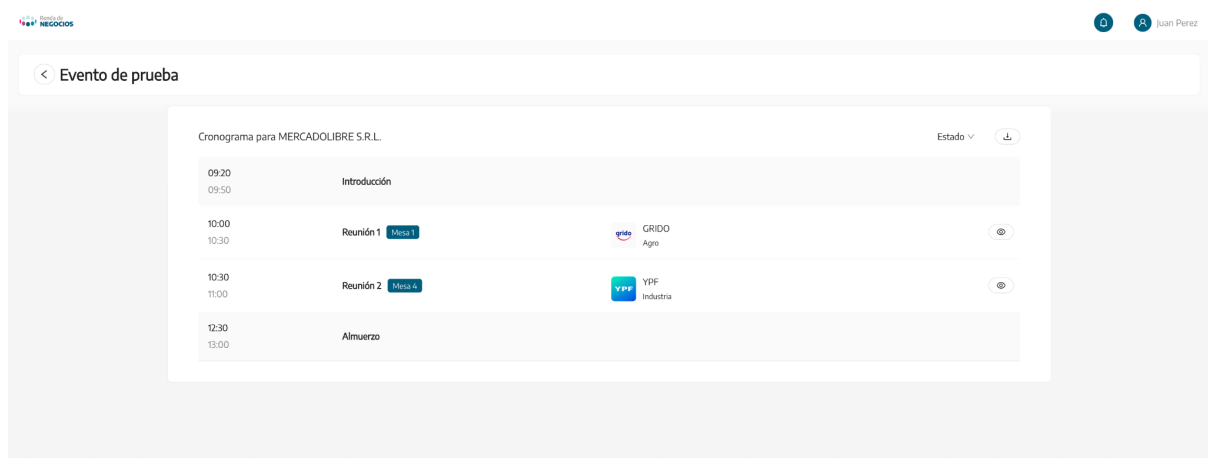 Ronda de
NEGOCIOS
Juan Perez
Evento de prueba
Cronograma para MERCADOLIBRE S.R.L.
Estado
09:20
09:50
Introducción
10:00
10:30
Reunión 1 Mesa 1
grido
GRIDO
Agro
10:30
11:00
Reunión 2 Mesa 4
YPF
YPF
Industria
12:30
13:00
Almuerzo